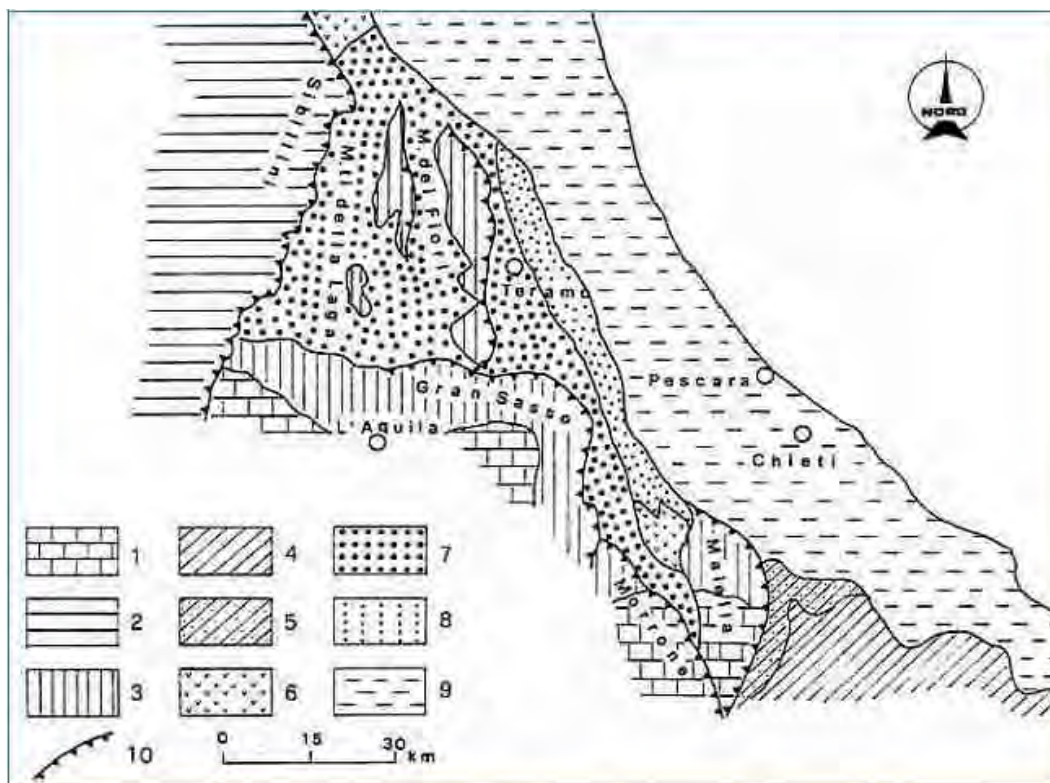 NORD
Sibillini
M.ti della Laga
M. dei Fiori
Teramo
Pescara
Gran Sasso
L'Aquila
Chieti
Maiella
Morrone
1
4
7
2
5
8
3
6
9
10
0 15 30
km